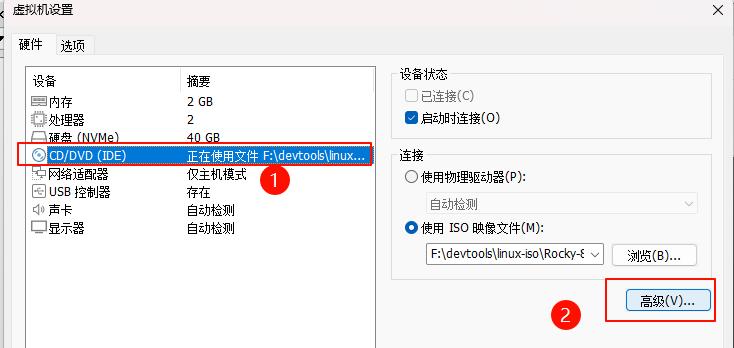 虚拟机设置
硬件 选项
设备 摘要
内存 2 GB
处理器 2
硬盘 (NVMe) 40 GB
CD/DVD (IDE) 正在使用文件 F:\devtools\linux...
网络适配器 仅主机模式
USB 控制器 存在
声卡 自动检测
显示器 自动检测
1
设备状态
已连接(C)
启动时连接(O)
连接
使用物理驱动器(P):
自动检测
使用 ISO 映像文件(M):
F:\devtools\linux-iso\Rocky-8 浏览(B)...
2 高级(V)...